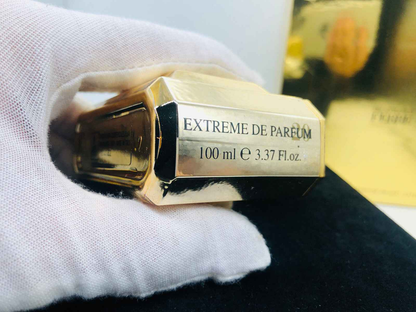 EXTREME DE PARFUM
100 ml ℮ 3.37 Fl.oz.